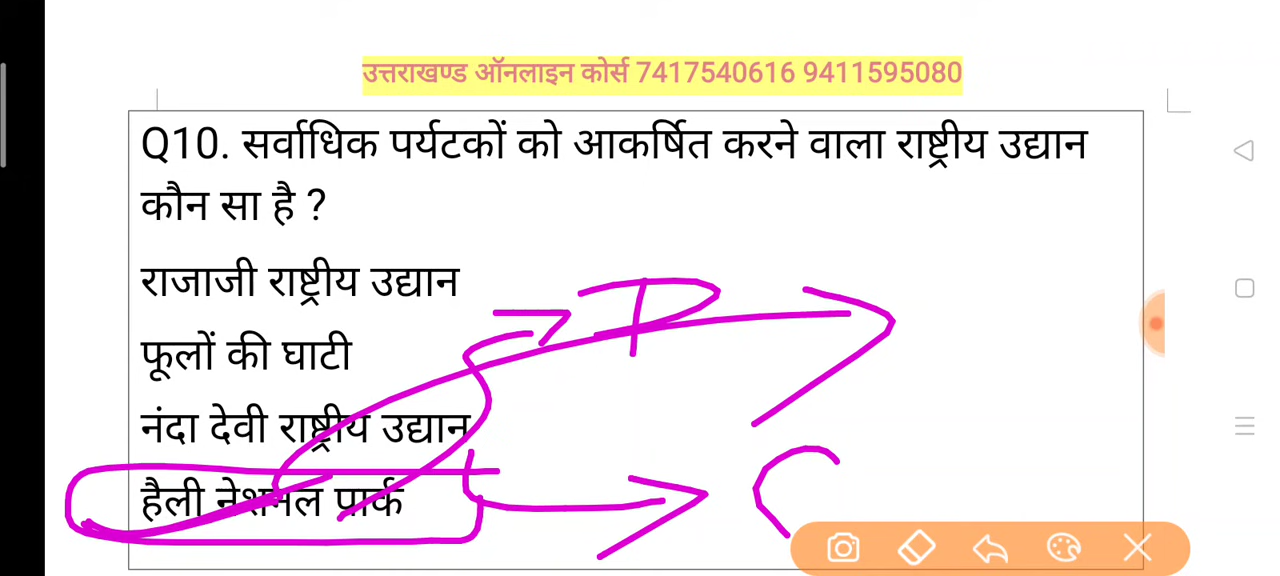 उत्तराखण्ड ऑनलाइन कोर्स 7417540616 9411595080
Q10. सर्वाधिक पर्यटकों को आकर्षित करने वाला राष्ट्रीय उद्यान
कौन सा है ?
राजाजी राष्ट्रीय उद्यान
फूलों की घाटी
नंदा देवी राष्ट्रीय उद्यान
हैली नेशनल पार्क